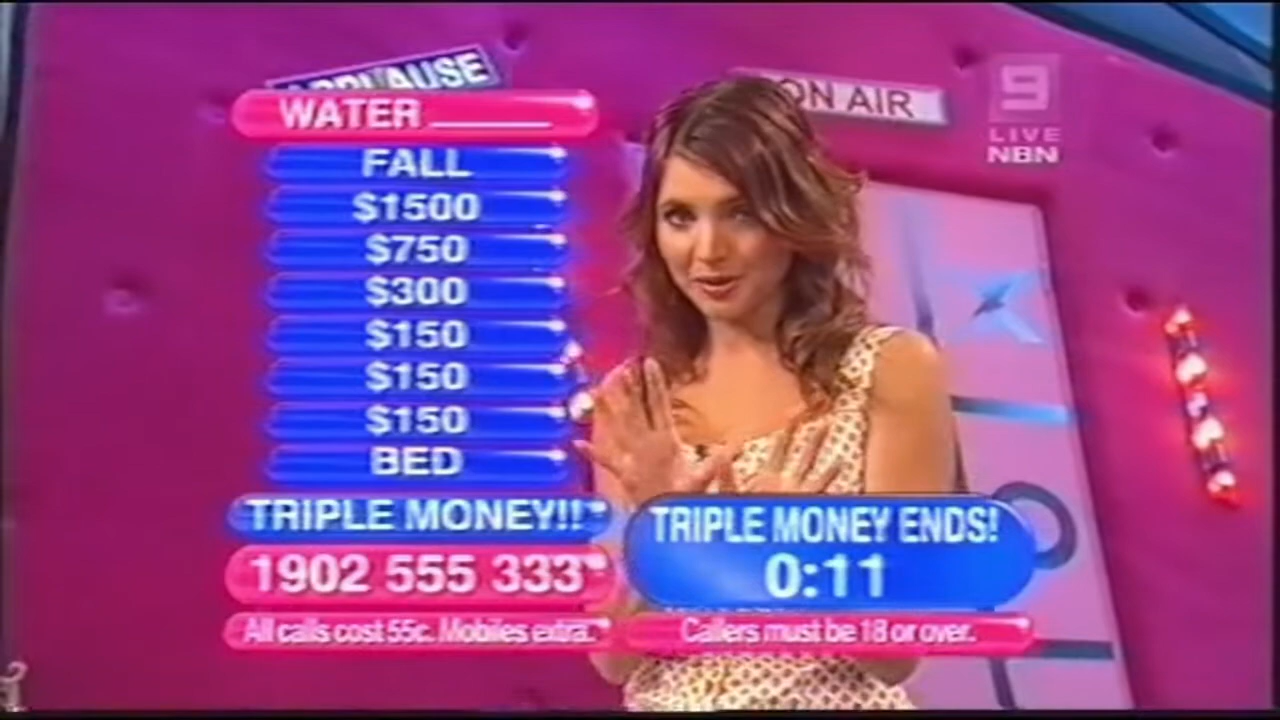 APPLAUSE
ON AIR
9
LIVE
NBN
WATER ________
FALL
$1500
$750
$300
$150
$150
$150
BED
TRIPLE MONEY!!
1902 555 333
All calls cost 55c. Mobiles extra.
TRIPLE MONEY ENDS!
0:11
Callers must be 18 or over.